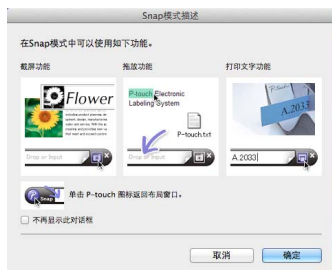 Snap模式描述
在Snap模式中可以使用如下功能。
截屏功能
拖放功能
打印文字功能
Flower
Drop or Input
P-touch Electronic
Labeling System
P-touch.txt
Drop or Input
A.2033
A.2033
Snap
单击 P-touch 图标返回布局窗口。
不再显示此对话框
取消
确定